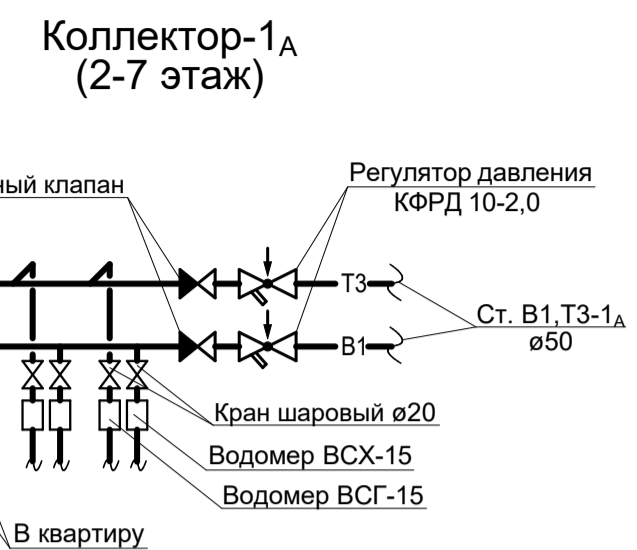 Коллектор-1А
(2-7 этаж)
клапан
Регулятор давления
КФРД 10-2,0
Т3
Ст. В1,Т3-1А
ø50
В1
Кран шаровый ø20
Водомер ВСХ-15
Водомер ВСГ-15
В квартиру